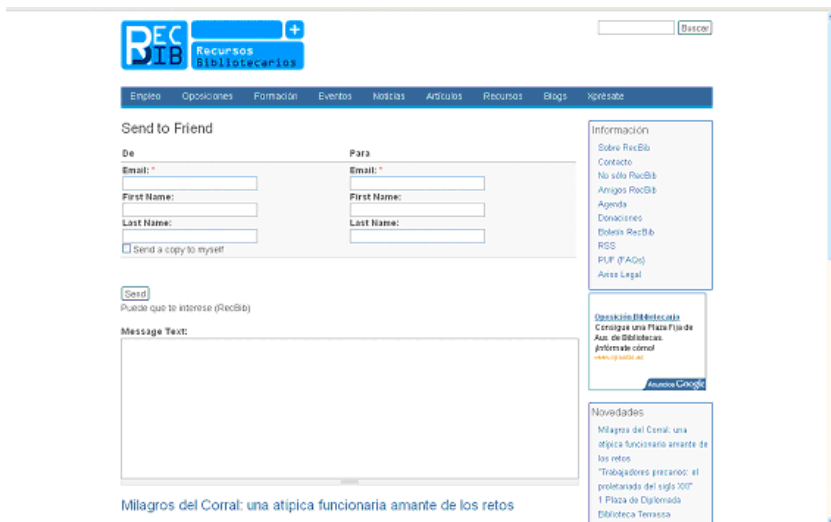 REC
BIB
Recursos
Bibliotecarios
Buscar
Empleo Oposiciones Formación Eventos Noticias Artículos Recursos Blogs Xprésate
Send to Friend
De Para
Email: * Email: *
First Name: First Name:
Last Name: Last Name:
Send a copy to myself
Send
Puede que te interese (RecBib)
Message Text:
Milagros del Corral: una atípica funcionaria amante de los retos
Información
Sobre RecBib
Contacto
No sólo RecBib
Amigos RecBib
Agenda
Donaciones
Boletín RecBib
RSS
PUF (FAQs)
Aviso Legal
Oposición Bibliotecario
Consigue una Plaza Fija de
Aux. de Bibliotecas.
¡Infórmate cómo!
Anuncios Google
Novedades
Milagros del Corral: una
atípica funcionaria amante de
los retos
"Trabajadores precarios: el
proletariado del siglo XXI"
1 Plaza de Diplomada
Biblioteca Terrassa